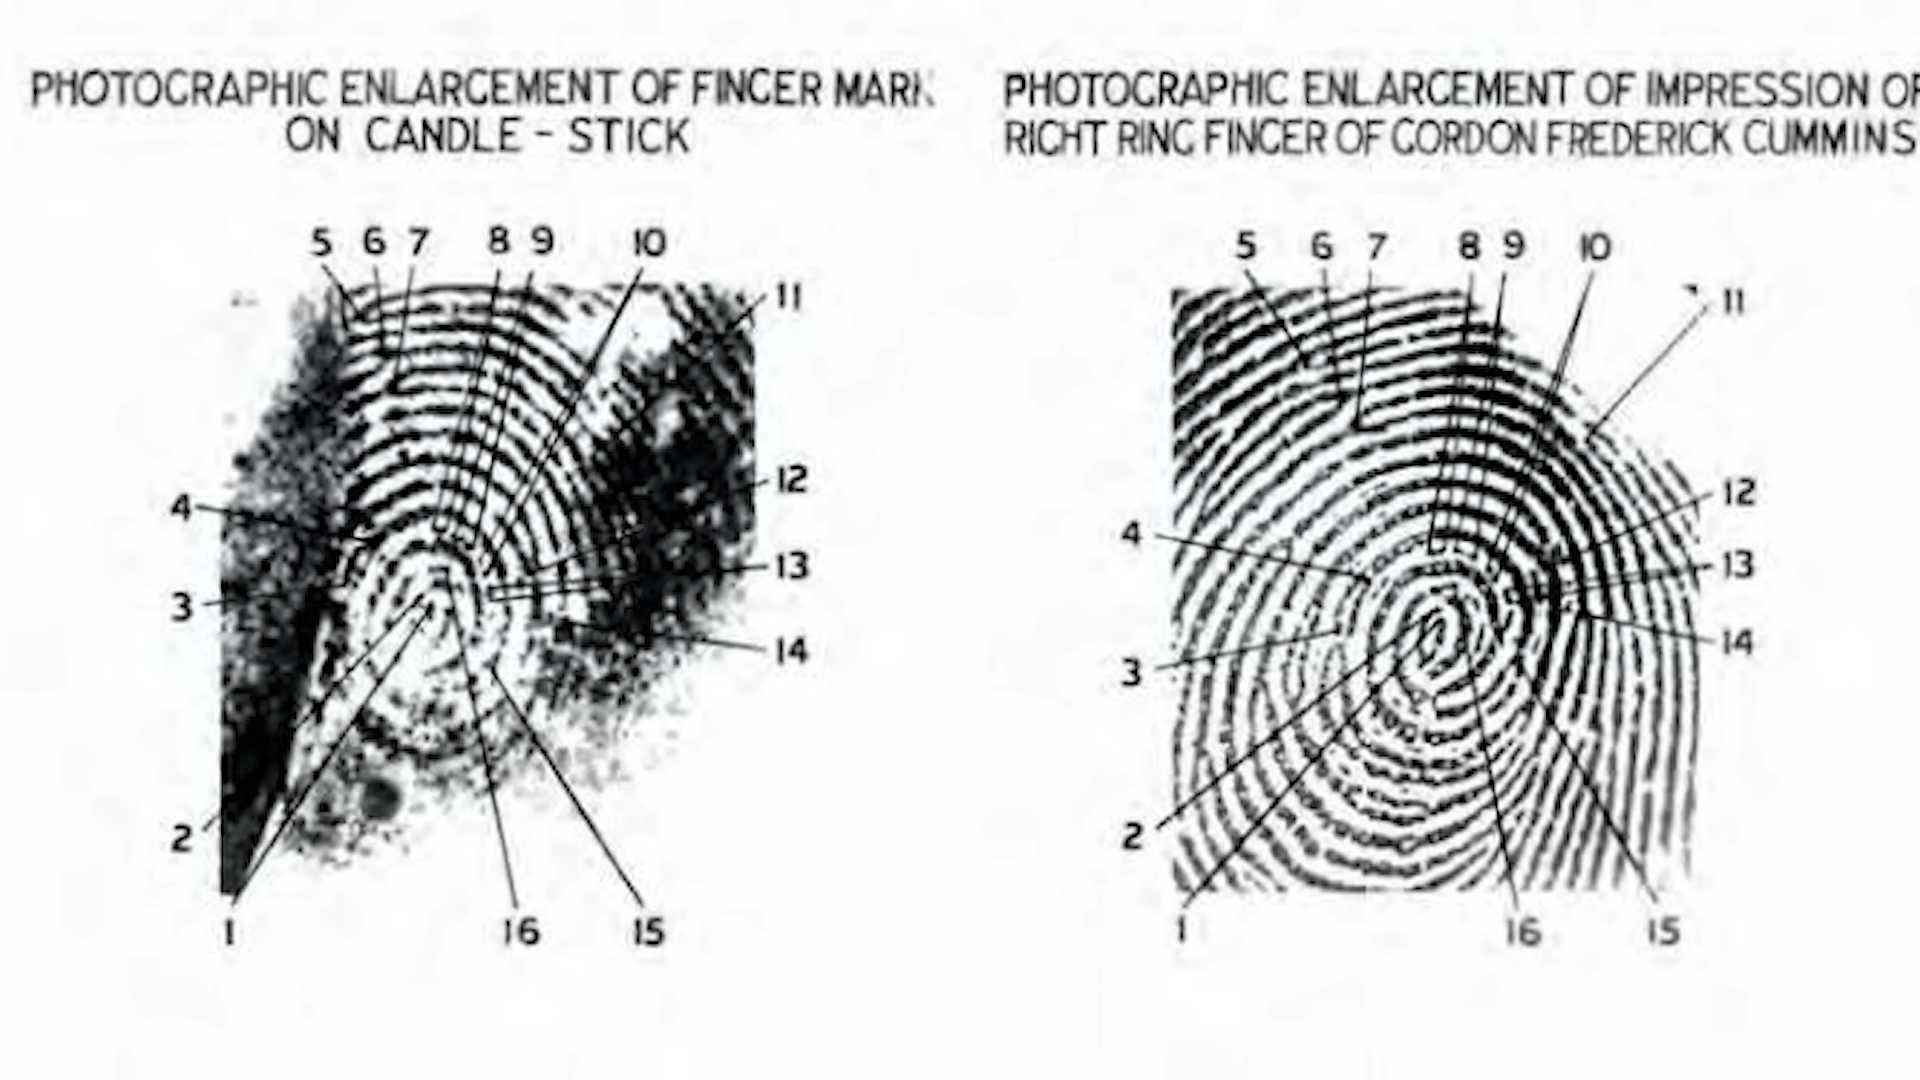 PHOTOGRAPHIC ENLARGEMENT OF FINGER MARK
ON CANDLE - STICK
5 6 7 8 9 10
11
4
12
13
3
14
2
1 16 15
PHOTOGRAPHIC ENLARGEMENT OF IMPRESSION OF
RIGHT RING FINGER OF GORDON FREDERICK CUMMINS
5 6 7 8 9 10
11
12
4
13
14
3
2
1 16 15